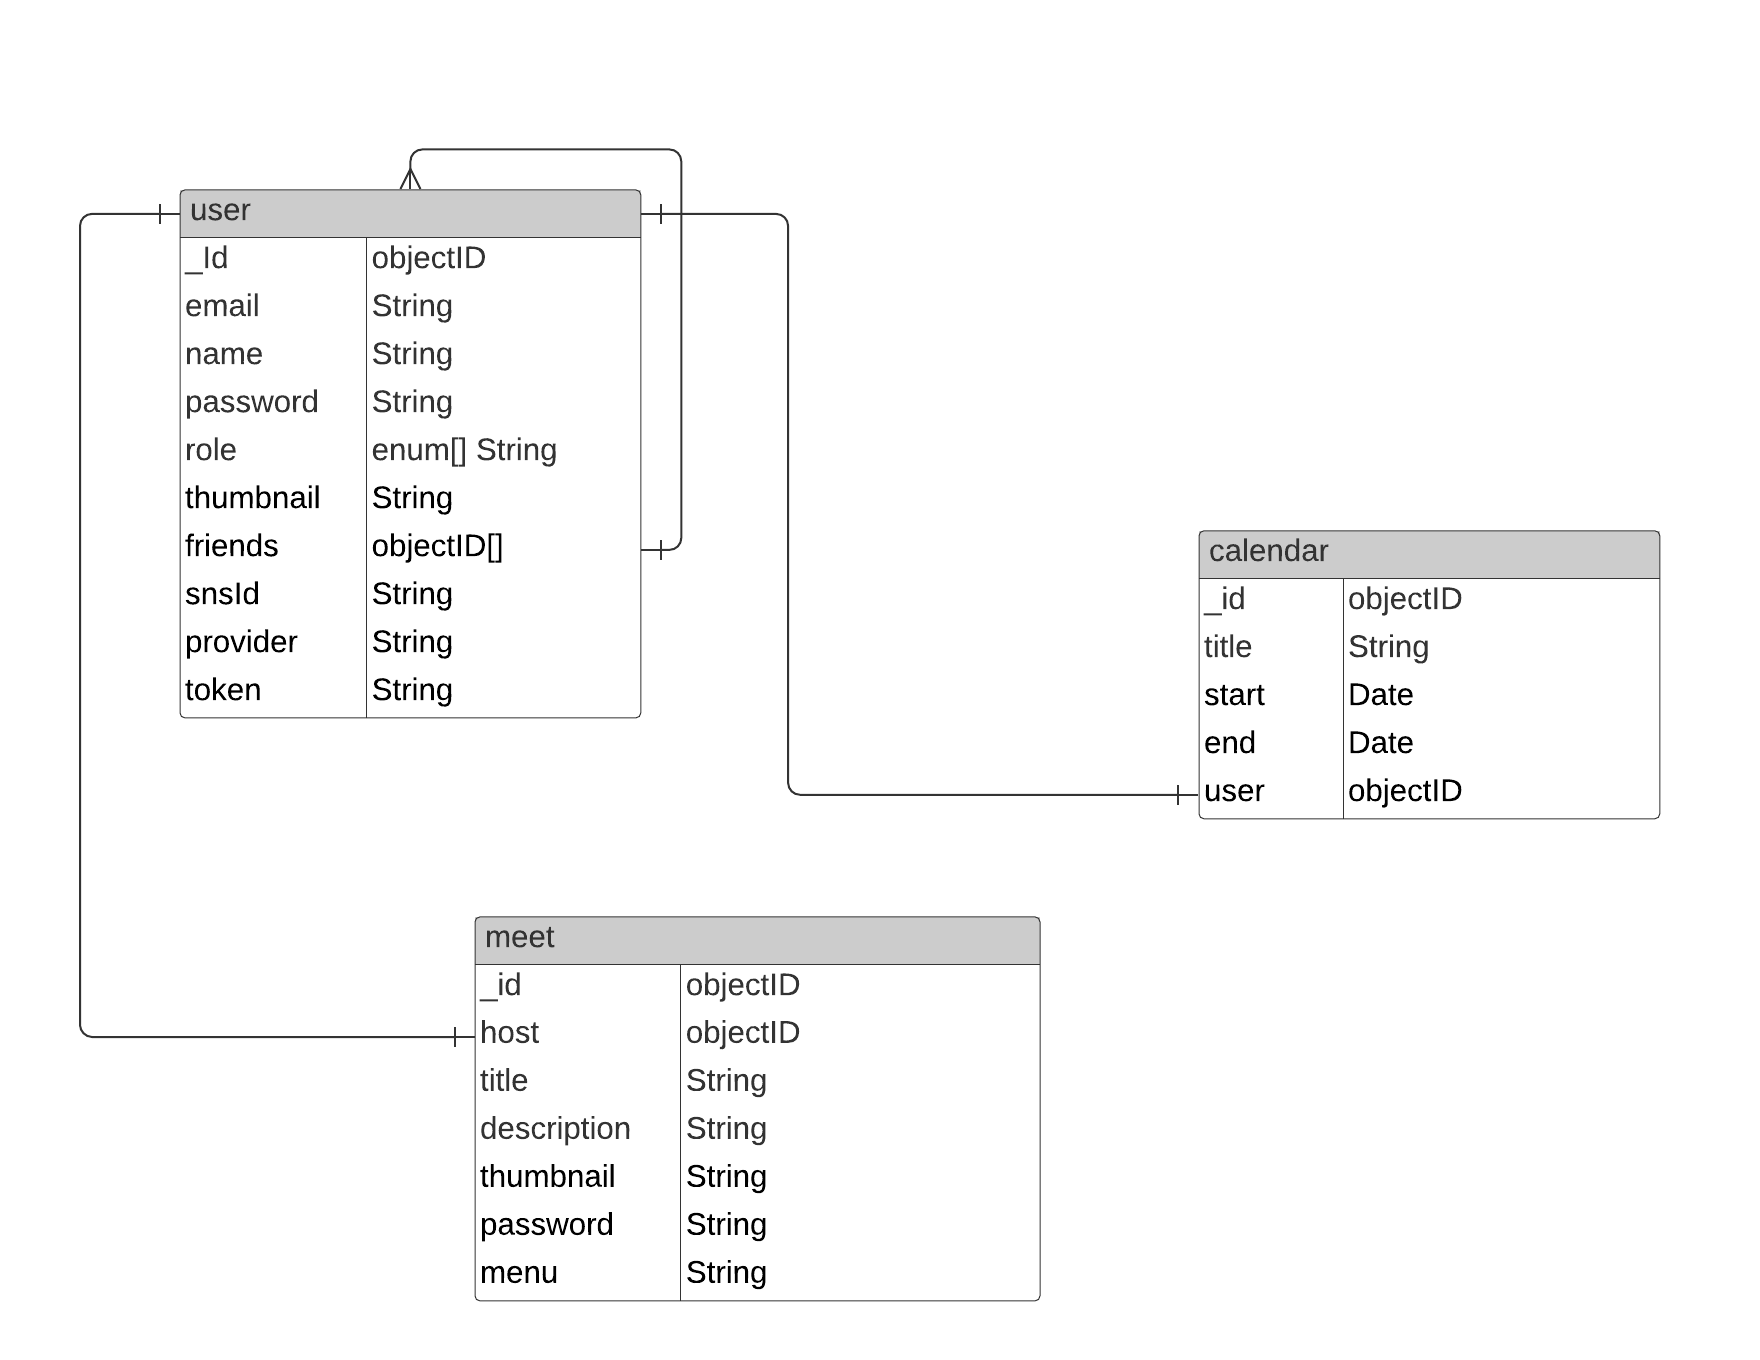 user
_Id objectID
email String
name String
password String
role enum[] String
thumbnail String
friends objectID[]
snsId String
provider String
token String
calendar
_id objectID
title String
start Date
end Date
user objectID
meet
_id objectID
host objectID
title String
description String
thumbnail String
password String
menu String